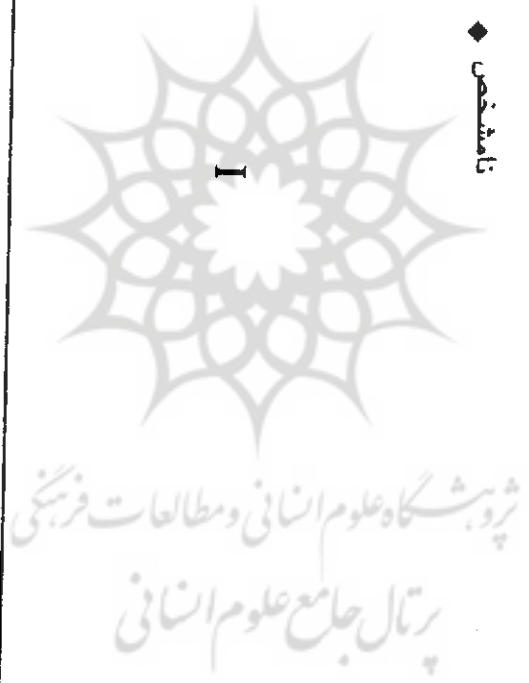 ◆ نامشخص
I
پژوهشگاه علوم انسانی و مطالعات فرهنگی
پرتال جامع علوم انسانی